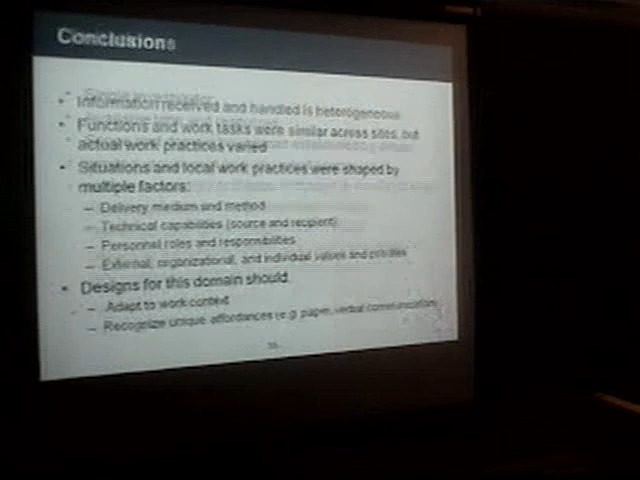 Conclusions
• Information received and handled is heterogeneous
• Functions and work tasks were similar across sites, but
actual work practices varied
• Situations and local work practices were shaped by
multiple factors:
– Delivery medium and method
– Technical capabilities (source and recipient)
– Personnel roles and responsibilities
– External, organizational, and individual values and priorities
• Designs for this domain should
– Adapt to work context
– Recognize unique affordances (e.g. paper, verbal communication)